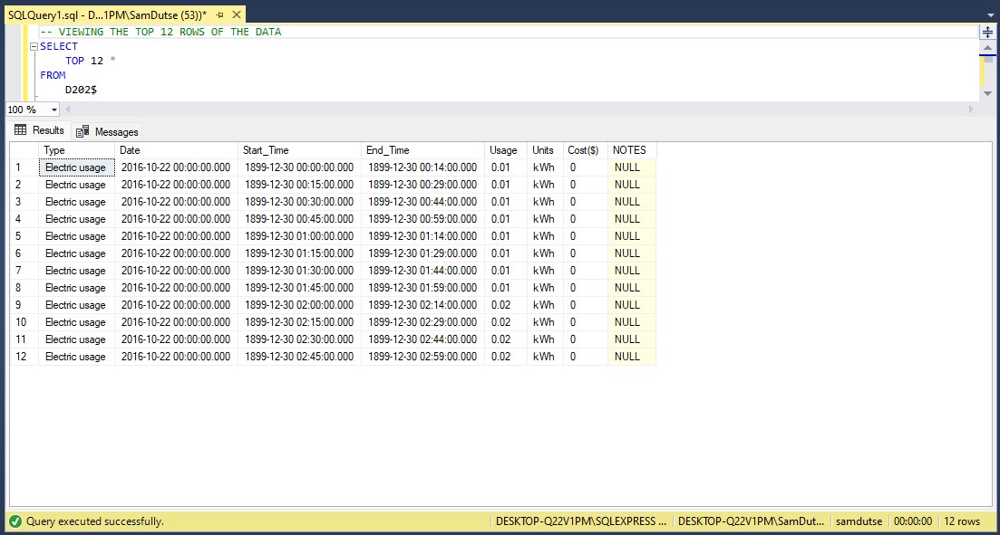 SQLQuery1.sql - D...1PM\SamDutse (53))*
-- VIEWING THE TOP 12 ROWS OF THE DATA
SELECT
TOP 12 *
FROM
D202$
100 %
Results Messages
Type Date Start_Time End_Time Usage Units Cost($) NOTES
1 Electric usage 2016-10-22 00:00:00.000 1899-12-30 00:00:00.000 1899-12-30 00:14:00.000 0.01 kWh 0 NULL
2 Electric usage 2016-10-22 00:00:00.000 1899-12-30 00:15:00.000 1899-12-30 00:29:00.000 0.01 kWh 0 NULL
3 Electric usage 2016-10-22 00:00:00.000 1899-12-30 00:30:00.000 1899-12-30 00:44:00.000 0.01 kWh 0 NULL
4 Electric usage 2016-10-22 00:00:00.000 1899-12-30 00:45:00.000 1899-12-30 00:59:00.000 0.01 kWh 0 NULL
5 Electric usage 2016-10-22 00:00:00.000 1899-12-30 01:00:00.000 1899-12-30 01:14:00.000 0.01 kWh 0 NULL
6 Electric usage 2016-10-22 00:00:00.000 1899-12-30 01:15:00.000 1899-12-30 01:29:00.000 0.01 kWh 0 NULL
7 Electric usage 2016-10-22 00:00:00.000 1899-12-30 01:30:00.000 1899-12-30 01:44:00.000 0.01 kWh 0 NULL
8 Electric usage 2016-10-22 00:00:00.000 1899-12-30 01:45:00.000 1899-12-30 01:59:00.000 0.01 kWh 0 NULL
9 Electric usage 2016-10-22 00:00:00.000 1899-12-30 02:00:00.000 1899-12-30 02:14:00.000 0.02 kWh 0 NULL
10 Electric usage 2016-10-22 00:00:00.000 1899-12-30 02:15:00.000 1899-12-30 02:29:00.000 0.02 kWh 0 NULL
11 Electric usage 2016-10-22 00:00:00.000 1899-12-30 02:30:00.000 1899-12-30 02:44:00.000 0.02 kWh 0 NULL
12 Electric usage 2016-10-22 00:00:00.000 1899-12-30 02:45:00.000 1899-12-30 02:59:00.000 0.02 kWh 0 NULL
Query executed successfully. DESKTOP-Q22V1PM\SQLEXPRESS ... DESKTOP-Q22V1PM\SamDut... samdutse 00:00:00 12 rows